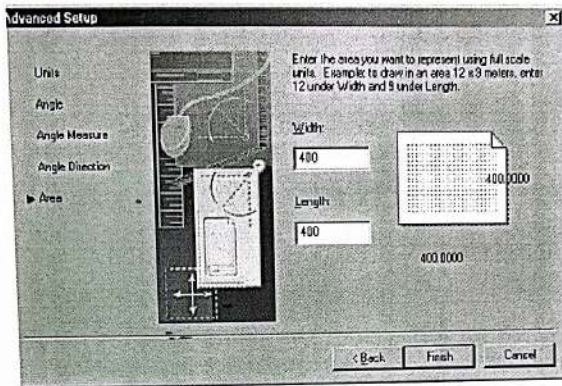 Advanced Setup
Units
Angle
Angle Measure
Angle Direction
Area
Enter the area you want to represent using full scale
units. Example: to draw in an area 12 x 9 meters, enter
12 under Width and 9 under Length.
Width:
400
Length:
400
400.0000
400.0000
< Back
Finish
Cancel